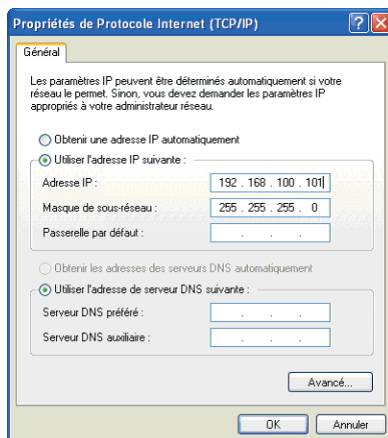 Propriétés de Protocole Internet (TCP/IP)
Général
Les paramètres IP peuvent être déterminés automatiquement si votre
réseau le permet. Sinon, vous devez demander les paramètres IP
appropriés à votre administrateur réseau.
Obtenir une adresse IP automatiquement
Utiliser l'adresse IP suivante :
Adresse IP : 192 . 168 . 100 . 101
Masque de sous-réseau : 255 . 255 . 255 . 0
Passerelle par défaut : . . .
Obtenir les adresses des serveurs DNS automatiquement
Utiliser l'adresse de serveur DNS suivante :
Serveur DNS préféré : . . .
Serveur DNS auxiliaire : . . .
Avancé...
OK Annuler